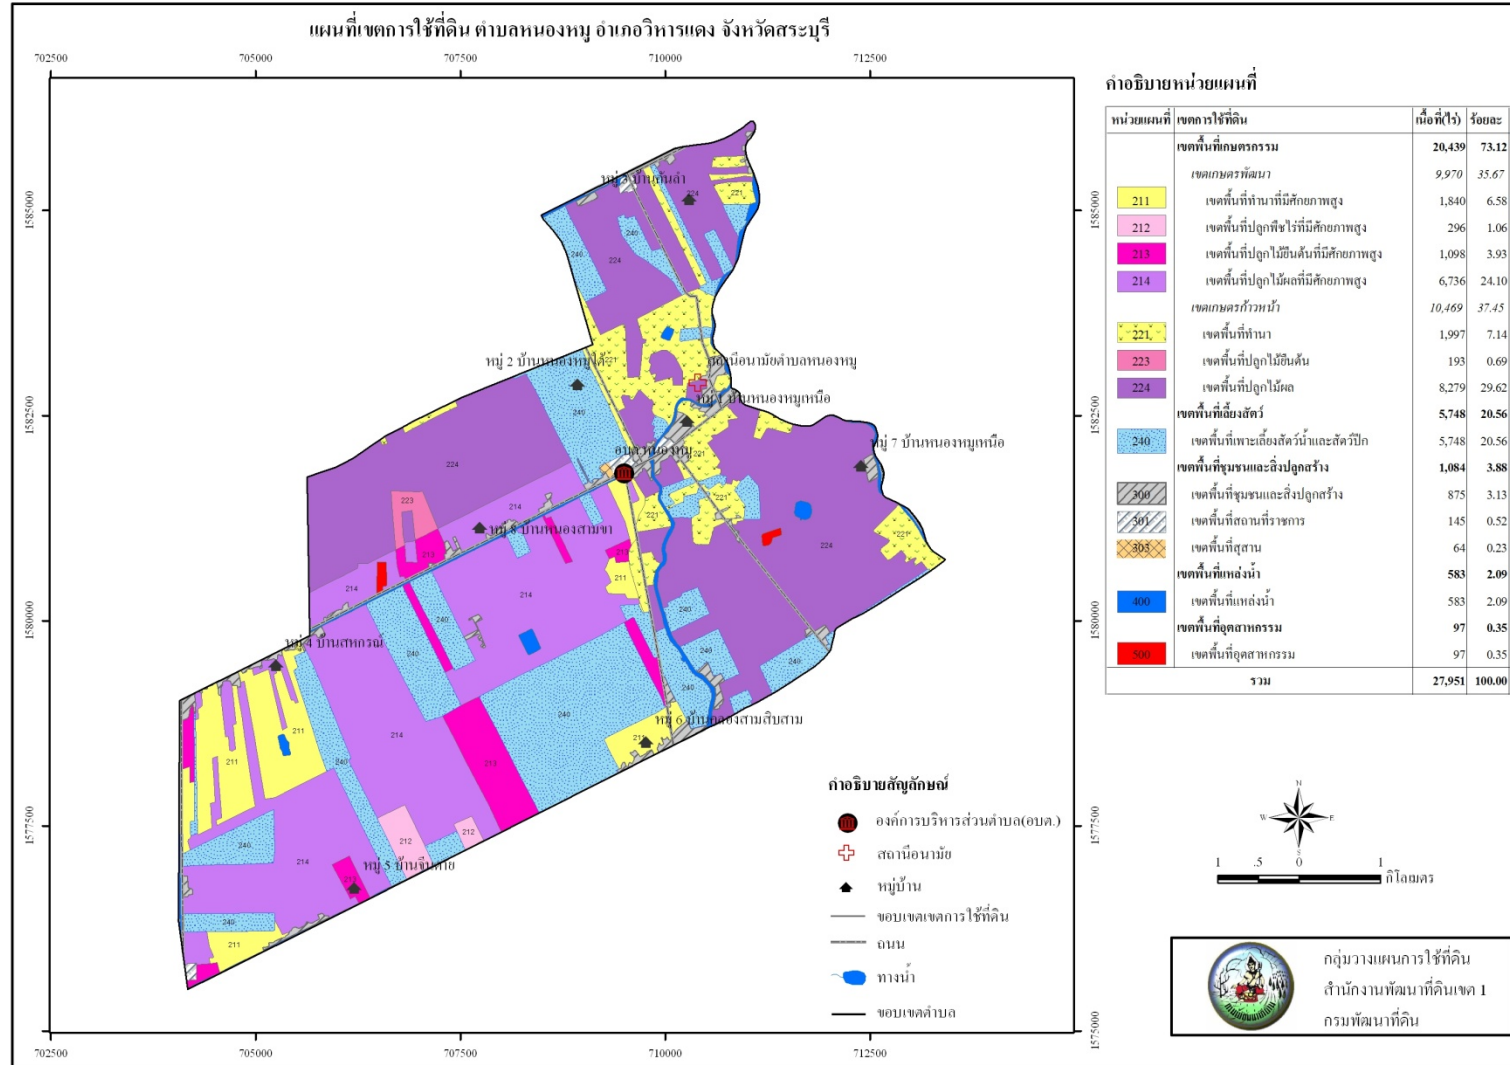 แผนที่เขตการใช้ที่ดิน ตำบลหนองหมู อำเภอวิหารแดง จังหวัดสระบุรี
702500 705000 707500 710000 712500
1585000 1585000
1582500 1582500
1580000 1580000
1577500 1577500
1575000 1575000
702500 705000 707500 710000 712500
หมู่ 2 บ้านหนองหมูใต้
สถานีอนามัยตำบลหนองหมู
หมู่ 1 บ้านหนองหมูเหนือ
หมู่ 7 บ้านหนองหมูเหนือ
อบต.หนองหมู
หมู่ 8 บ้านหนองสามขา
หมู่ 4 บ้านสหกรณ์
หมู่ 6 บ้านคลองสามสิบสาม
หมู่ 5 บ้าน
คำอธิบายหน่วยแผนที่
หน่วยแผนที่ เขตการใช้ที่ดิน เนื้อที่(ไร่) ร้อยละ
เขตพื้นที่เกษตรกรรม 20,439 73.12
เขตเกษตรพัฒนา 9,970 35.67
211 เขตพื้นที่ทำนาที่มีศักยภาพสูง 1,840 6.58
212 เขตพื้นที่ปลูกพืชไร่ที่มีศักยภาพสูง 296 1.06
213 เขตพื้นที่ปลูกไม้ยืนต้นที่มีศักยภาพสูง 1,098 3.93
214 เขตพื้นที่ปลูกไม้ผลที่มีศักยภาพสูง 6,736 24.10
เขตเกษตรก้าวหน้า 10,469 37.45
221 เขตพื้นที่ทำนา 1,997 7.14
223 เขตพื้นที่ปลูกไม้ยืนต้น 193 0.69
224 เขตพื้นที่ปลูกไม้ผล 8,279 29.62
เขตพื้นที่เลี้ยงสัตว์ 5,748 20.56
240 เขตพื้นที่เพาะเลี้ยงสัตว์น้ำและสัตว์ปีก 5,748 20.56
เขตพื้นที่ชุมชนและสิ่งปลูกสร้าง 1,084 3.88
300 เขตพื้นที่ชุมชนและสิ่งปลูกสร้าง 875 3.13
301 เขตพื้นที่สถานที่ราชการ 145 0.52
303 เขตพื้นที่สุสาน 64 0.23
เขตพื้นที่แหล่งน้ำ 583 2.09
400 เขตพื้นที่แหล่งน้ำ 583 2.09
เขตพื้นที่อุตสาหกรรม 97 0.35
500 เขตพื้นที่อุตสาหกรรม 97 0.35
รวม 27,951 100.00
คำอธิบายสัญลักษณ์
องค์การบริหารส่วนตำบล(อบต.)
สถานีอนามัย
หมู่บ้าน
ขอบเขตเขตการใช้ที่ดิน
ถนน
ทางน้ำ
ขอบเขตตำบล
N
W E
S
1 .5 0 1
กิโลเมตร
กลุ่มวางแผนการใช้ที่ดิน
สำนักงานพัฒนาที่ดินเขต 1
กรมพัฒนาที่ดิน
กรมพัฒนาที่ดิน